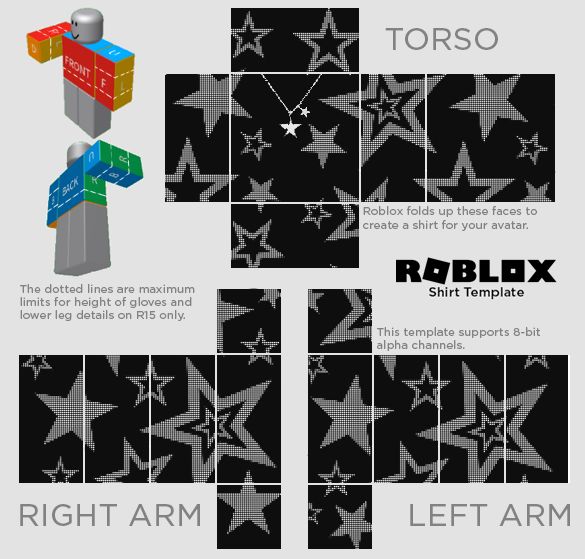 TORSO
FRONT
F
L
D
U
R
BACK
U
R
B
B
Roblox folds up these faces to
create a shirt for your avatar.
ROBLOX
Shirt Template
The dotted lines are maximum
limits for height of gloves and
lower leg details on R15 only.
This template supports 8-bit
alpha channels.
RIGHT ARM
LEFT ARM